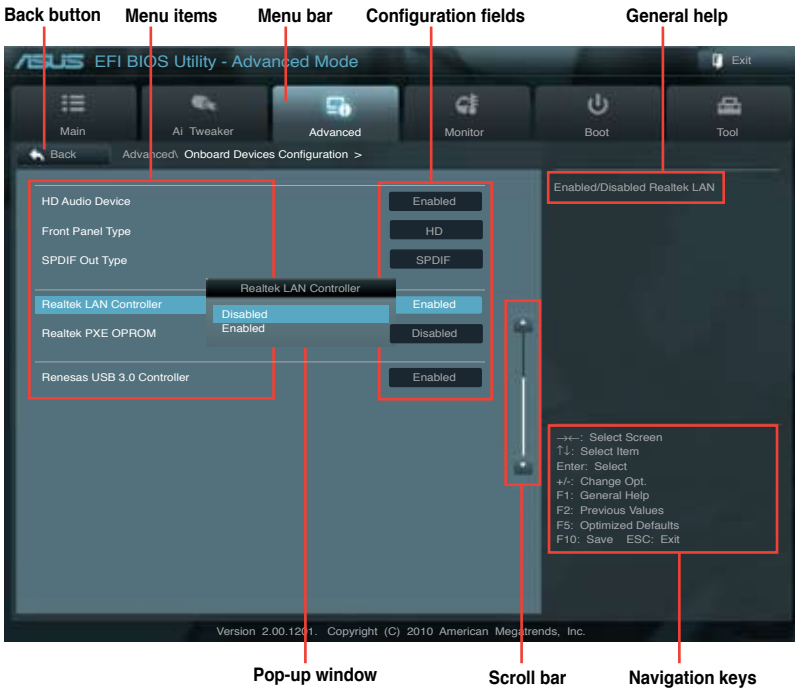 Back button Menu items Menu bar Configuration fields General help
ASUS EFI BIOS Utility - Advanced Mode Exit
Main Ai Tweaker Advanced Monitor Boot Tool
Back Advanced\ Onboard Devices Configuration >
Enabled/Disabled Realtek LAN
HD Audio Device Enabled
Front Panel Type HD
SPDIF Out Type SPDIF
Realtek LAN Controller
Realtek LAN Controller Enabled
Disabled
Enabled
Realtek PXE OPROM Disabled
Renesas USB 3.0 Controller Enabled
→←: Select Screen
↑↓: Select Item
Enter: Select
+/-: Change Opt.
F1: General Help
F2: Previous Values
F5: Optimized Defaults
F10: Save ESC: Exit
Version 2.00.1201. Copyright (C) 2010 American Megatrends, Inc.
Pop-up window Scroll bar Navigation keys